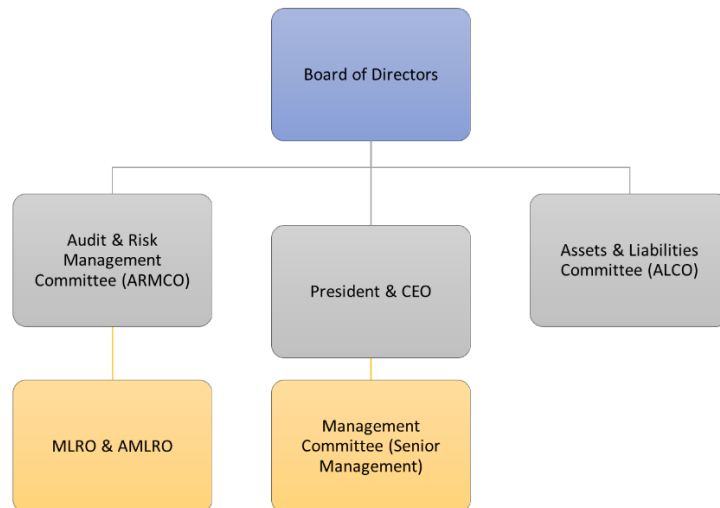 Board of Directors
Audit & Risk
Management
Committee (ARMCO)
President & CEO
Assets & Liabilities
Committee (ALCO)
MLRO & AMLRO
Management
Committee (Senior
Management)